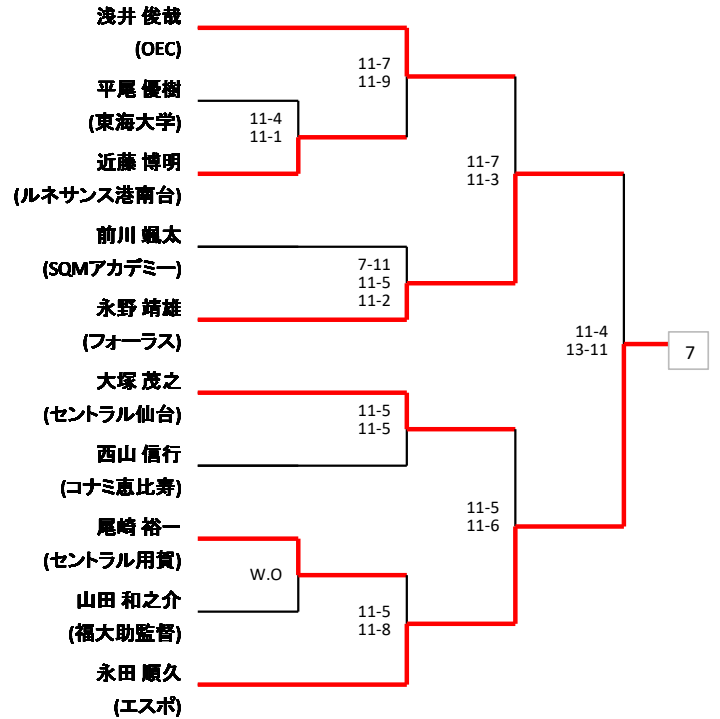 浅井 俊哉
(OEC)
平尾 優樹
(東海大学)
近藤 博明
(ルネサンス港南台)
前川 颯太
(SQMアカデミー)
永野 靖雄
(フォーラス)
大塚 茂之
(セントラル仙台)
西山 信行
(コナミ恵比寿)
尾崎 裕一
(セントラル用賀)
山田 和之介
(福大助監督)
永田 順久
(エスポ)
11-4
11-1
W.O
11-7
11-9
7-11
11-5
11-2
11-5
11-5
11-5
11-8
11-7
11-3
11-5
11-6
11-4
13-11
7